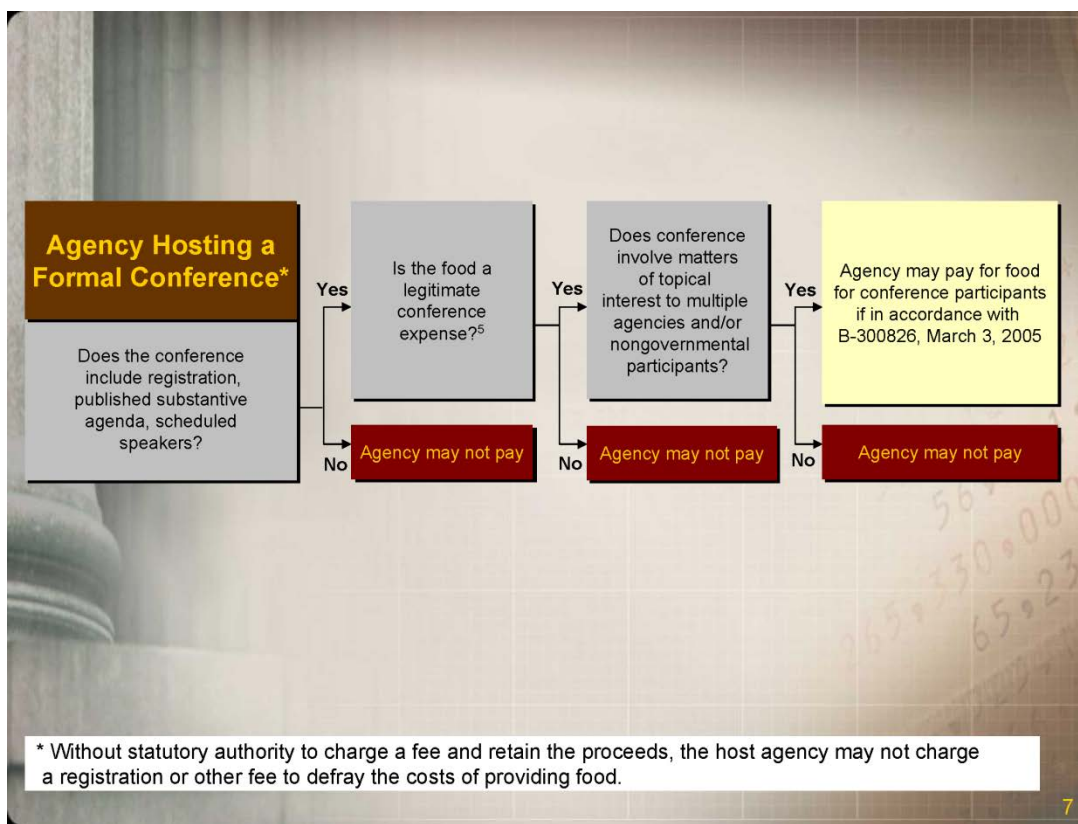 Agency Hosting a
Formal Conference*
Does the conference
include registration,
published substantive
agenda, scheduled
speakers?
Yes
No
Is the food a
legitimate
conference
expense?5
Agency may not pay
Yes
No
Does conference
involve matters
of topical
interest to multiple
agencies and/or
nongovernmental
participants?
Agency may not pay
Yes
No
Agency may pay for food
for conference participants
if in accordance with
B-300826, March 3, 2005
Agency may not pay
* Without statutory authority to charge a fee and retain the proceeds, the host agency may not charge
a registration or other fee to defray the costs of providing food.
7